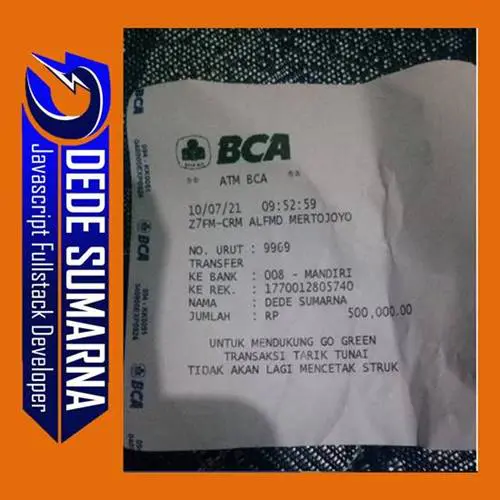 DEDE SUMARNA
Javascript Fullstack Developer
BCA
BCA
** ATM BCA **
10/07/21 09:52:59
Z7FM-CRM ALFMD MERTOJOYO
NO. URUT : 9969
TRANSFER
KE BANK : 008 - MANDIRI
KE REK. : 1770012805740
NAMA : DEDE SUMARNA
JUMLAH : RP 500,000.00
UNTUK MENDUKUNG GO GREEN
TRANSAKSI TARIK TUNAI
TIDAK AKAN LAGI MENCETAK STRUK
BCA